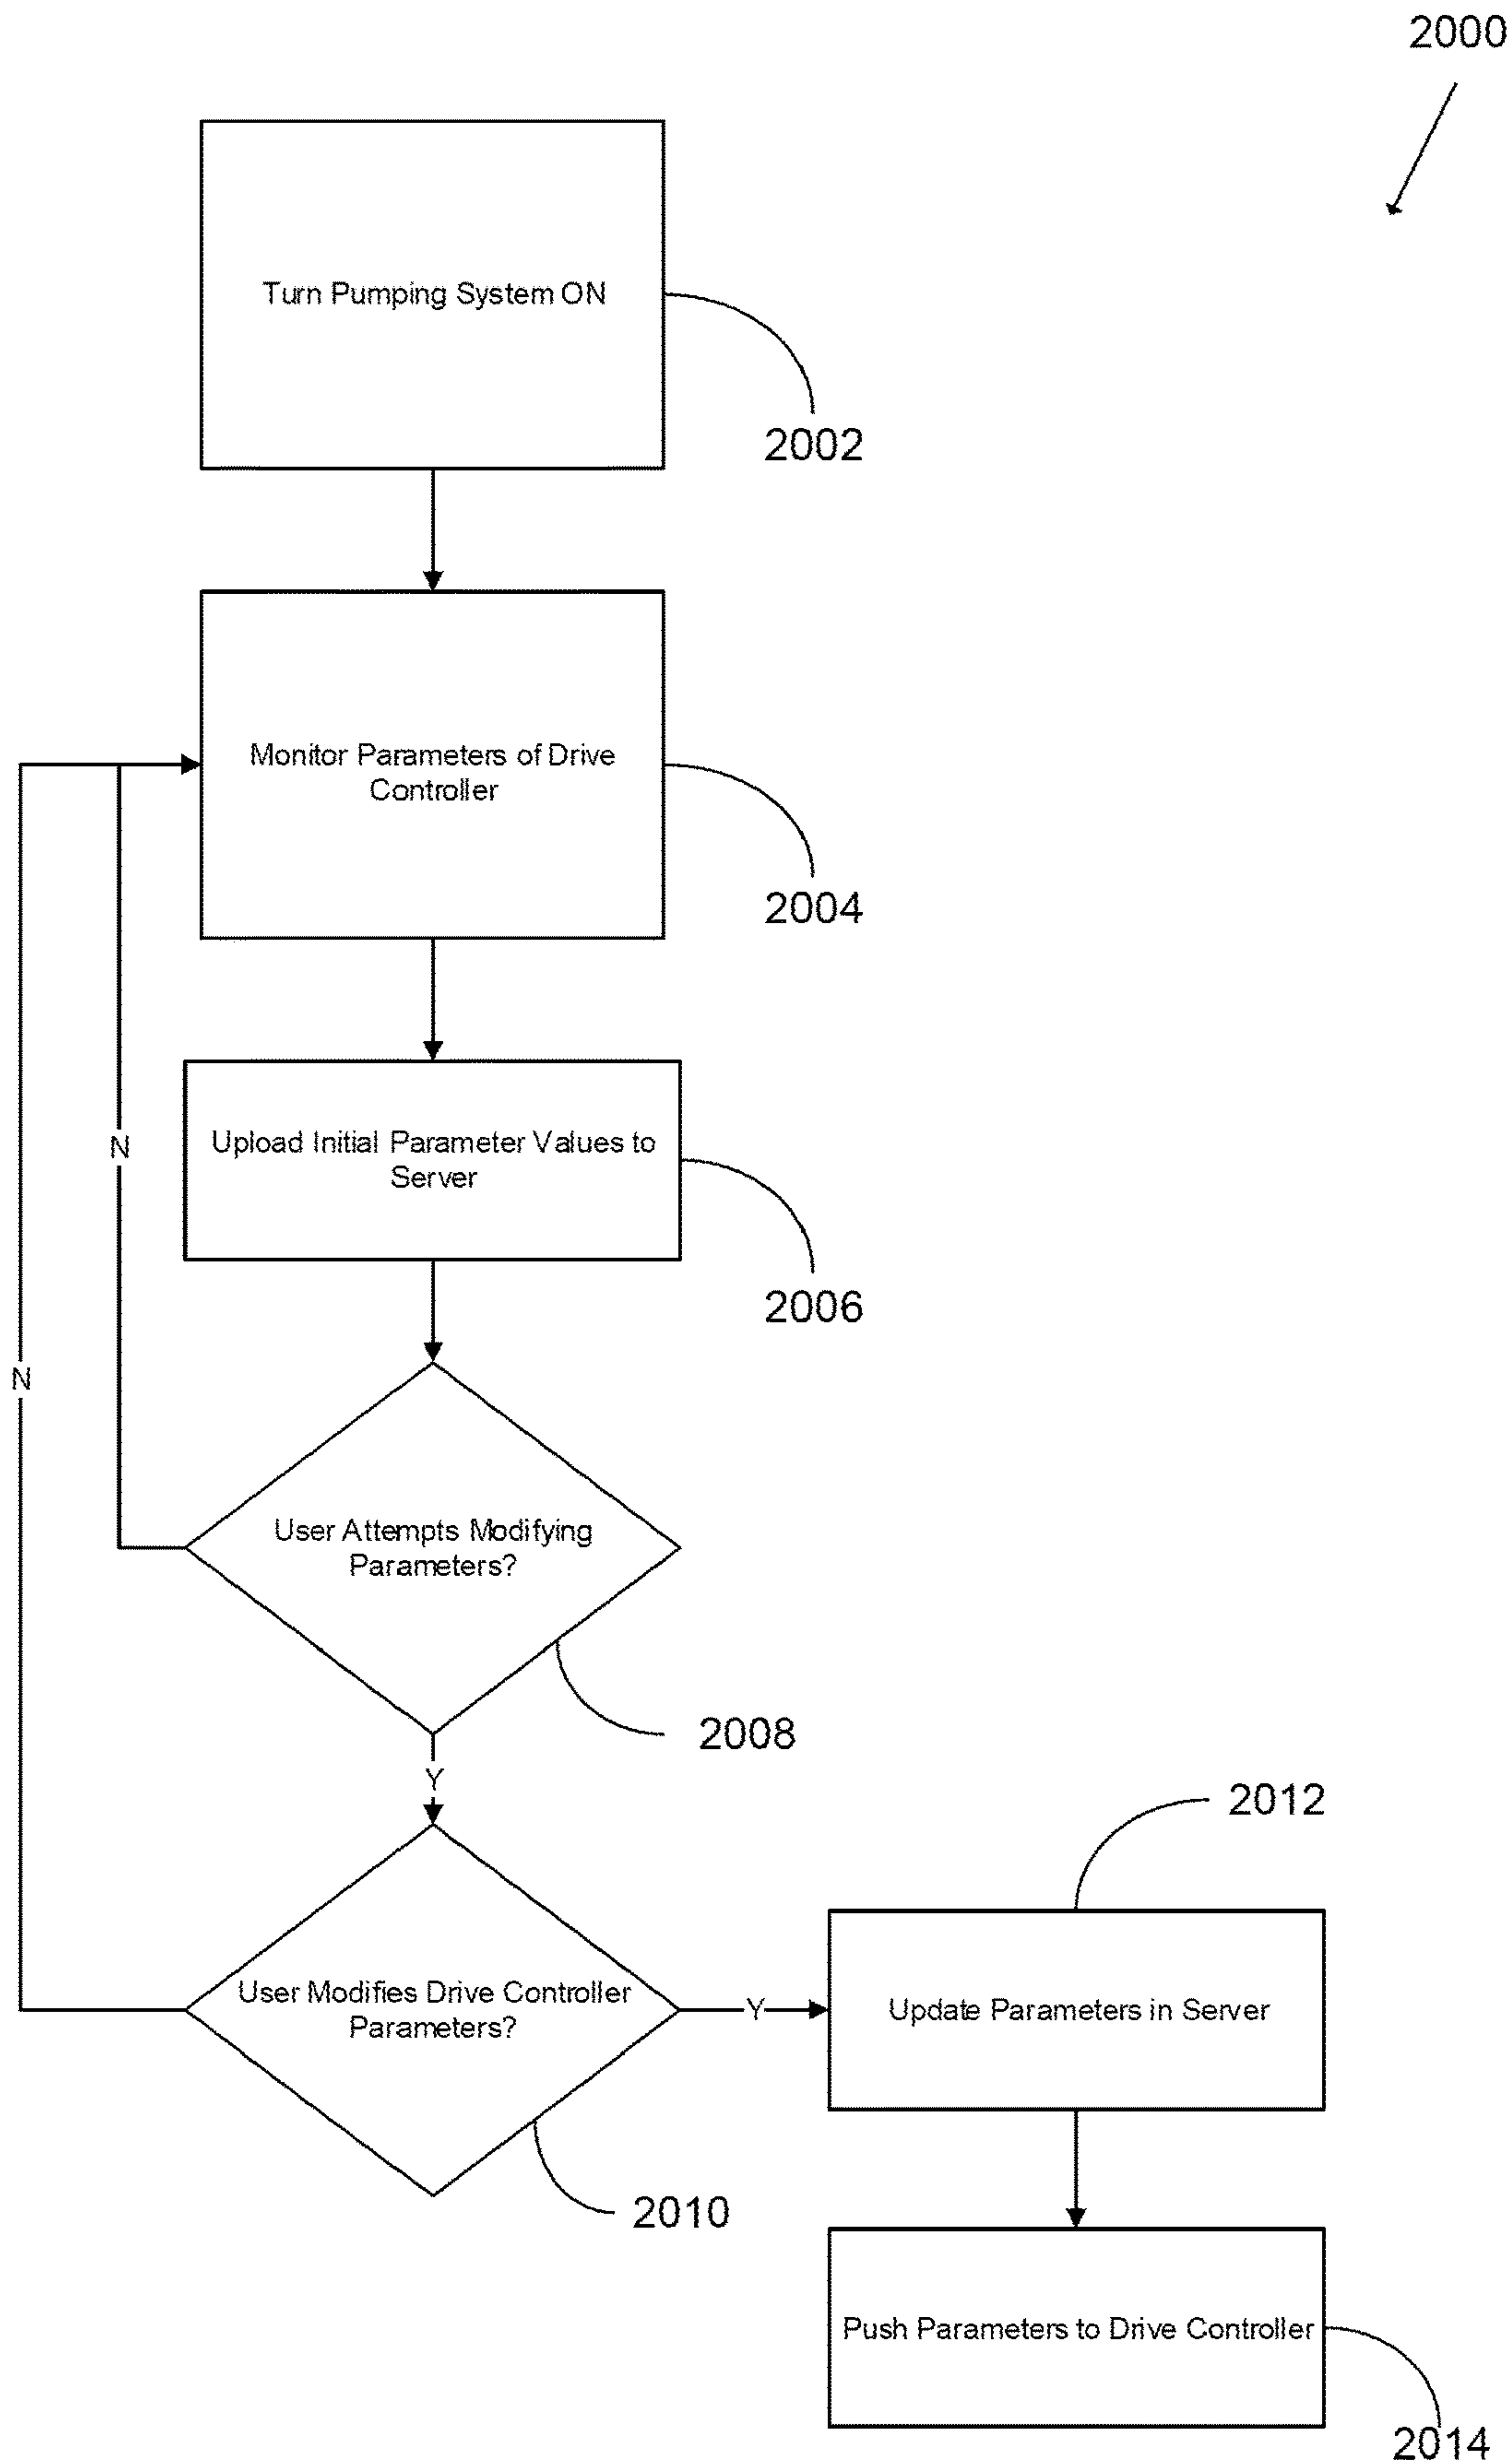 2000
Turn Pumping System ON
2002
Monitor Parameters of Drive
Controller
2004
N
Upload Initial Parameter Values to
Server
2006
N
User Attempts Modifying
Parameters?
2008
Y
2012
User Modifies Drive Controller
Parameters?
Y
Update Parameters in Server
2010
Push Parameters to Drive Controller
2014